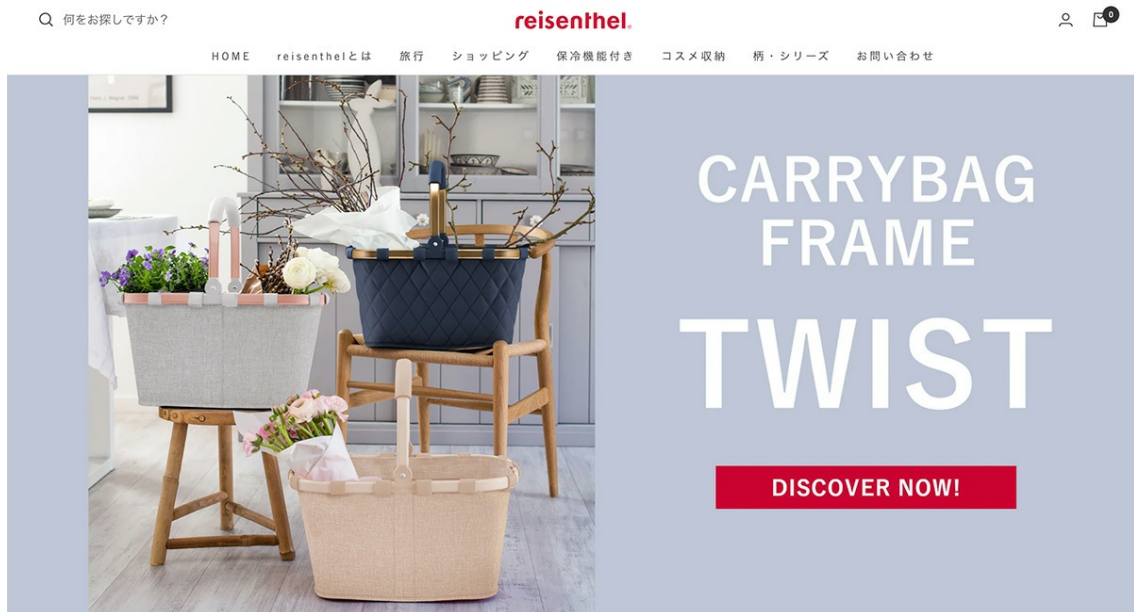 何をお探しですか？
reisenthel.
0
HOME reisenthelとは 旅行 ショッピング 保冷機能付き コスメ収納 柄・シリーズ お問い合わせ
CARRYBAG
FRAME
TWIST
DISCOVER NOW!